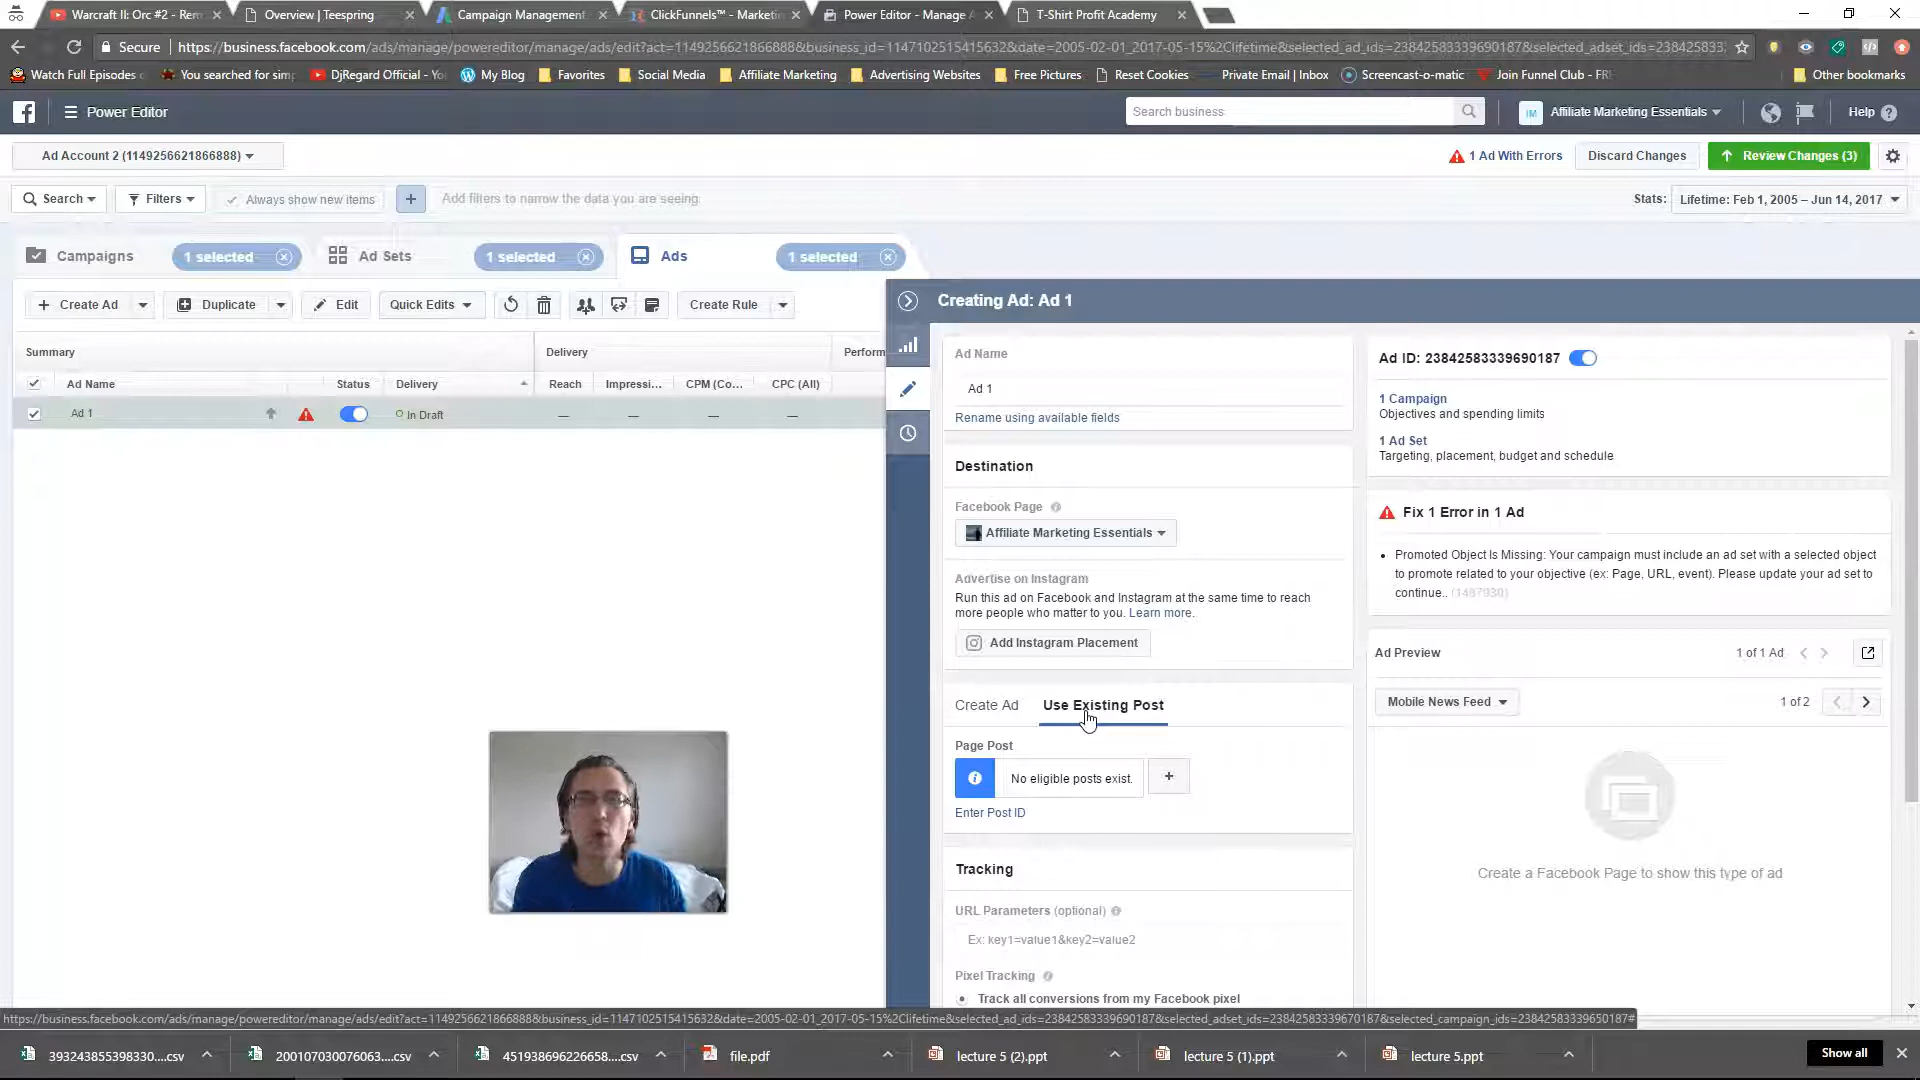 Warcraft II: Orc #2 - Rem
Overview | Teespring
Campaign Management
ClickFunnels™ - Marketin
Power Editor - Manage A
T-Shirt Profit Academy
Secure
https://business.facebook.com/ads/manage/powereditor/manage/ads/edit?act=1149256621866888&business_id=1147102515415632&date=2005-02-01_2017-05-15%2Clifetime&selected_ad_ids=23842583339690187&selected_adset_ids=238425833
Watch Full Episodes
You searched for sim
DjRegard Official - Yo
My Blog
Favorites
Social Media
Affiliate Marketing
Advertising Websites
Free Pictures
Reset Cookies
Private Email | Inbox
Screencast-o-matic
Join Funnel Club - FR
Other bookmarks
Power Editor
Search business
IM
Affiliate Marketing Essentials
Help
Ad Account 2 (1149256621866888)
1 Ad With Errors
Discard Changes
Review Changes (3)
Search
Filters
Always show new items
+
Add filters to narrow the data you are seeing.
Stats:
Lifetime: Feb 1, 2005 – Jun 14, 2017
Campaigns
1 selected
Ad Sets
1 selected
Ads
1 selected
+ Create Ad
Duplicate
Edit
Quick Edits
Create Rule
Creating Ad: Ad 1
Summary
Delivery
Perform
Ad Name
Status
Delivery
Reach
Impressi...
CPM (Co...
CPC (All)
Ad 1
In Draft
—
—
—
—
Ad Name
Ad 1
Rename using available fields
Destination
Facebook Page
Affiliate Marketing Essentials
Advertise on Instagram
Run this ad on Facebook and Instagram at the same time to reach
more people who matter to you. Learn more.
Add Instagram Placement
Create Ad
Use Existing Post
Page Post
No eligible posts exist.
+
Enter Post ID
Tracking
URL Parameters (optional)
Ex: key1=value1&key2=value2
Pixel Tracking
Track all conversions from my Facebook pixel
Ad ID: 23842583339690187
1 Campaign
Objectives and spending limits
1 Ad Set
Targeting, placement, budget and schedule
Fix 1 Error in 1 Ad
• Promoted Object Is Missing: Your campaign must include an ad set with a selected object
to promote related to your objective (ex: Page, URL, event). Please update your ad set to
continue.. (1487930)
Ad Preview
1 of 1 Ad
Mobile News Feed
1 of 2
Create a Facebook Page to show this type of ad
https://business.facebook.com/ads/manage/powereditor/manage/ads/edit?act=1149256621866888&business_id=1147102515415632&date=2005-02-01_2017-05-15%2Clifetime&selected_ad_ids=23842583339690187&selected_adset_ids=23842583339670187&selected_campaign_ids=23842583339650187#
393243855398330....csv
200107030076063....csv
451938696226658....csv
file.pdf
lecture 5 (2).ppt
lecture 5 (1).ppt
lecture 5.ppt
Show all